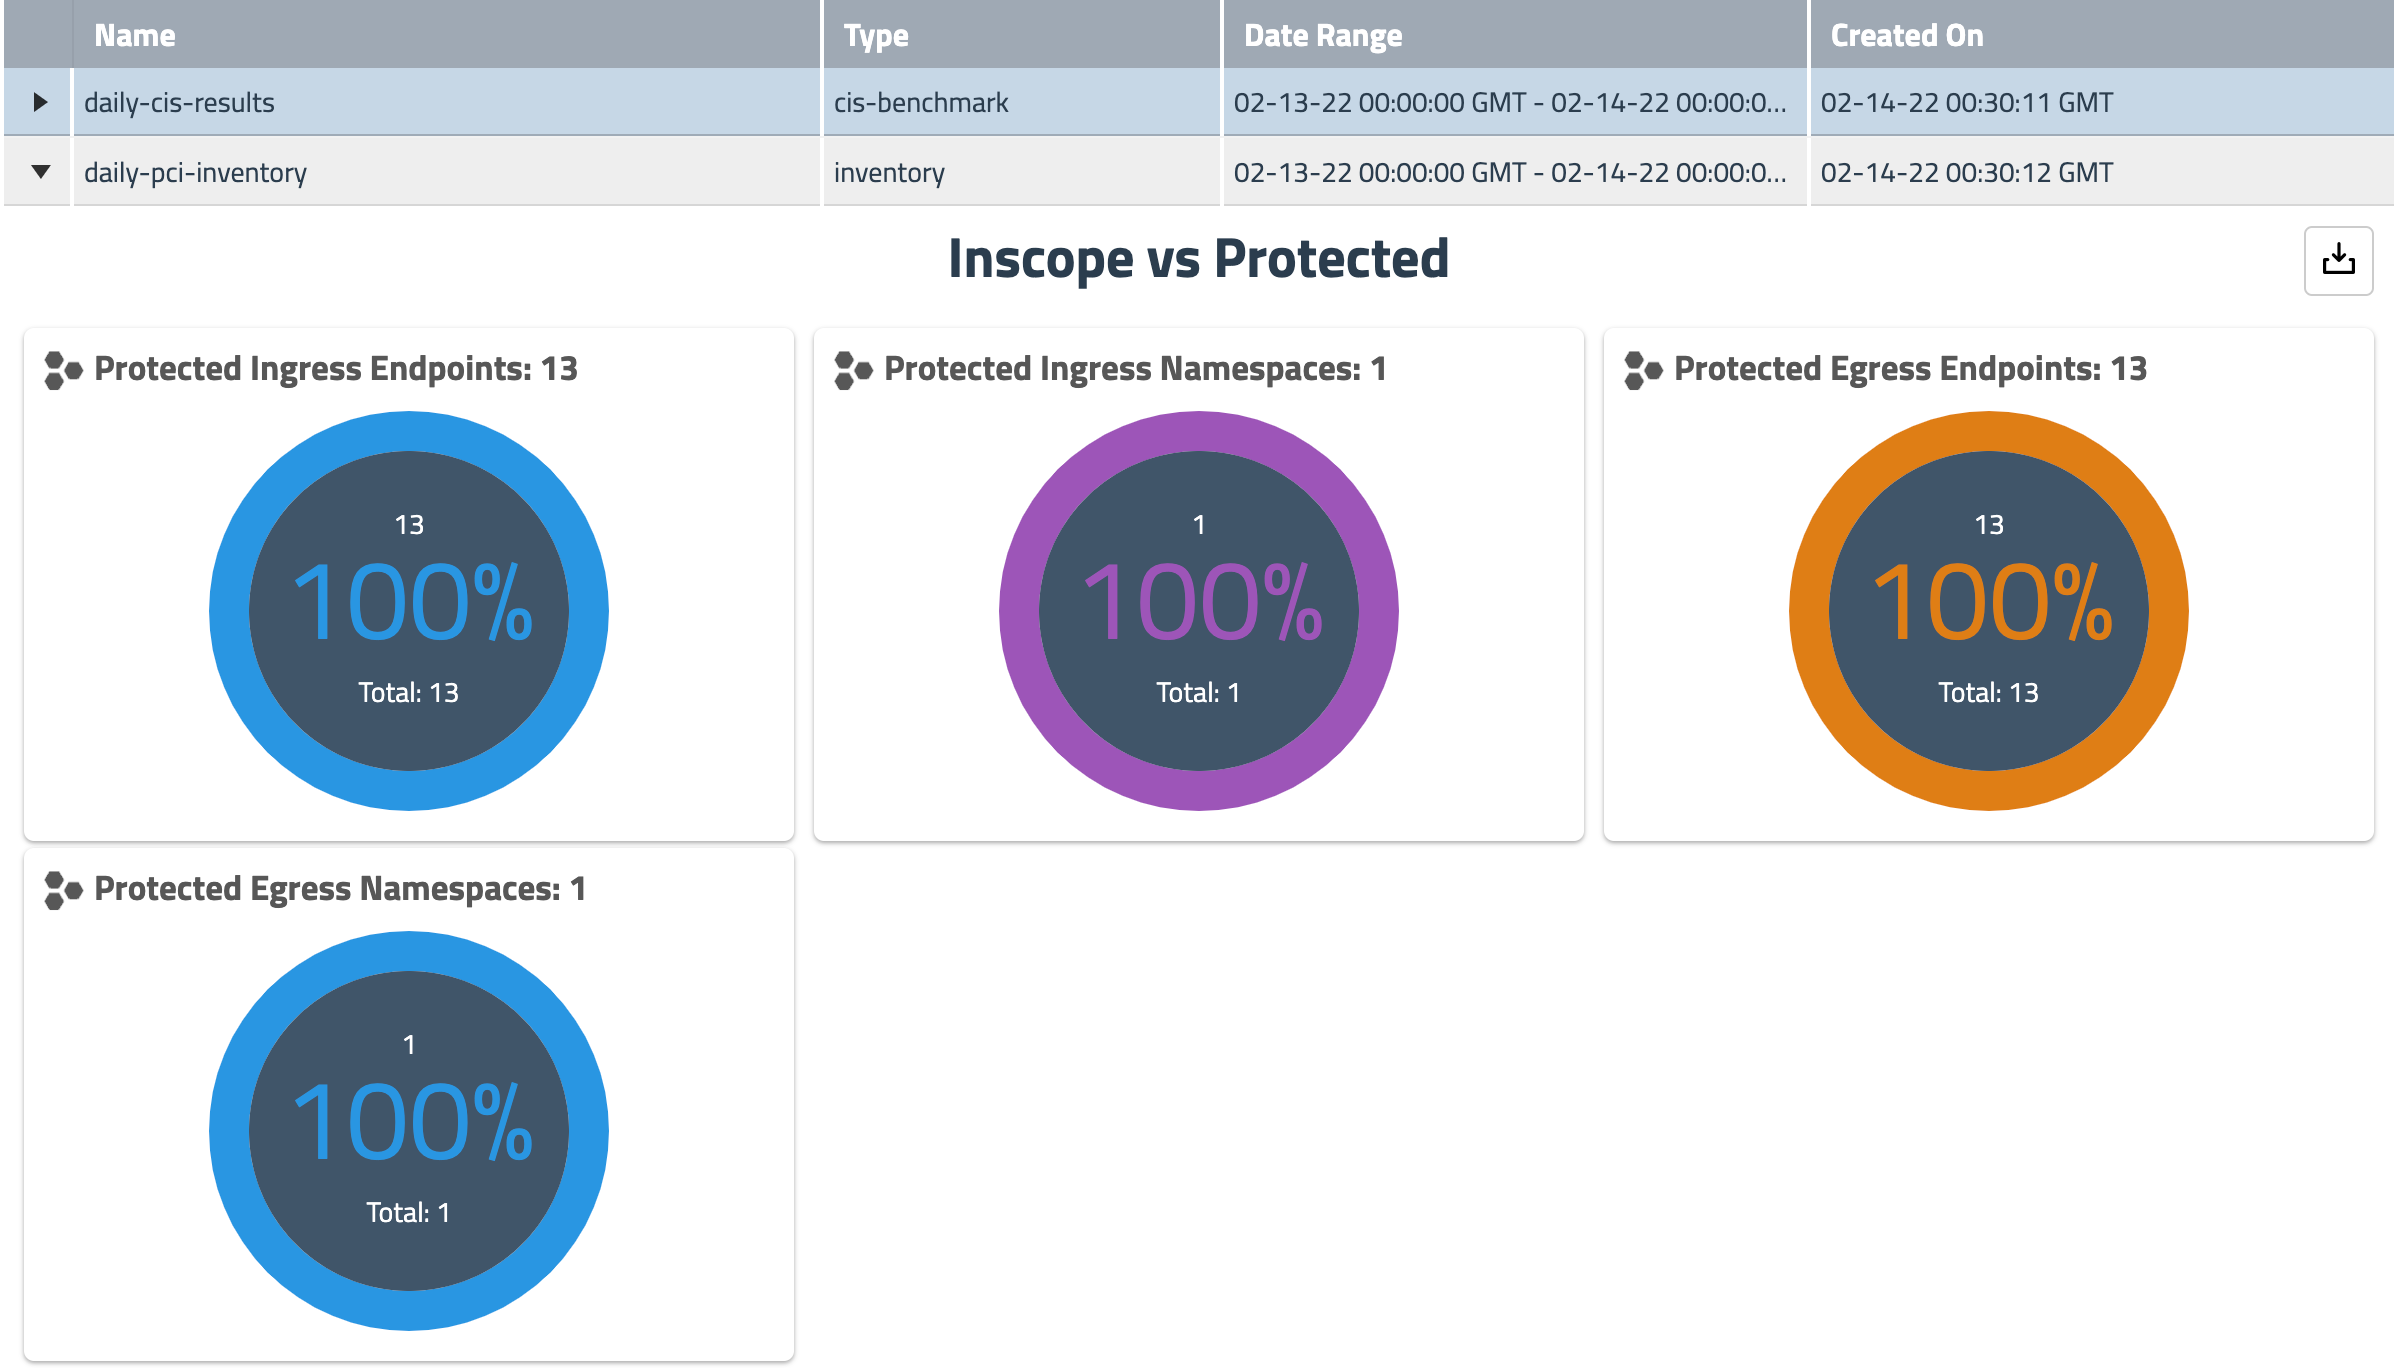 Name Type Date Range Created On
daily-cis-results cis-benchmark 02-13-22 00:00:00 GMT - 02-14-22 00:00:0... 02-14-22 00:30:11 GMT
daily-pci-inventory inventory 02-13-22 00:00:00 GMT - 02-14-22 00:00:0... 02-14-22 00:30:12 GMT
Inscope vs Protected
Protected Ingress Endpoints: 13
13
100%
Total: 13
Protected Ingress Namespaces: 1
1
100%
Total: 1
Protected Egress Endpoints: 13
13
100%
Total: 13
Protected Egress Namespaces: 1
1
100%
Total: 1